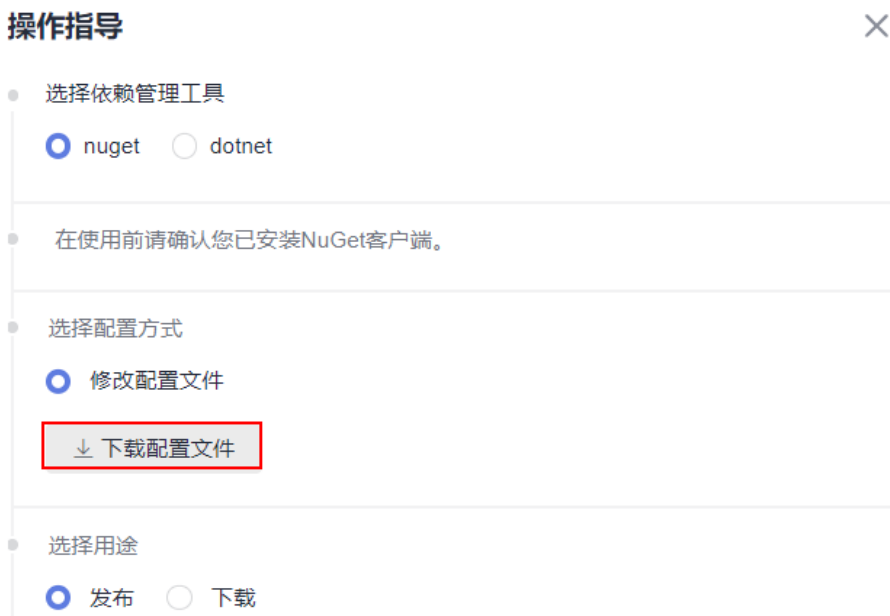 操作指导
选择依赖管理工具
nuget dotnet
在使用前请确认您已安装NuGet客户端。
选择配置方式
修改配置文件
下载配置文件
选择用途
发布 下载